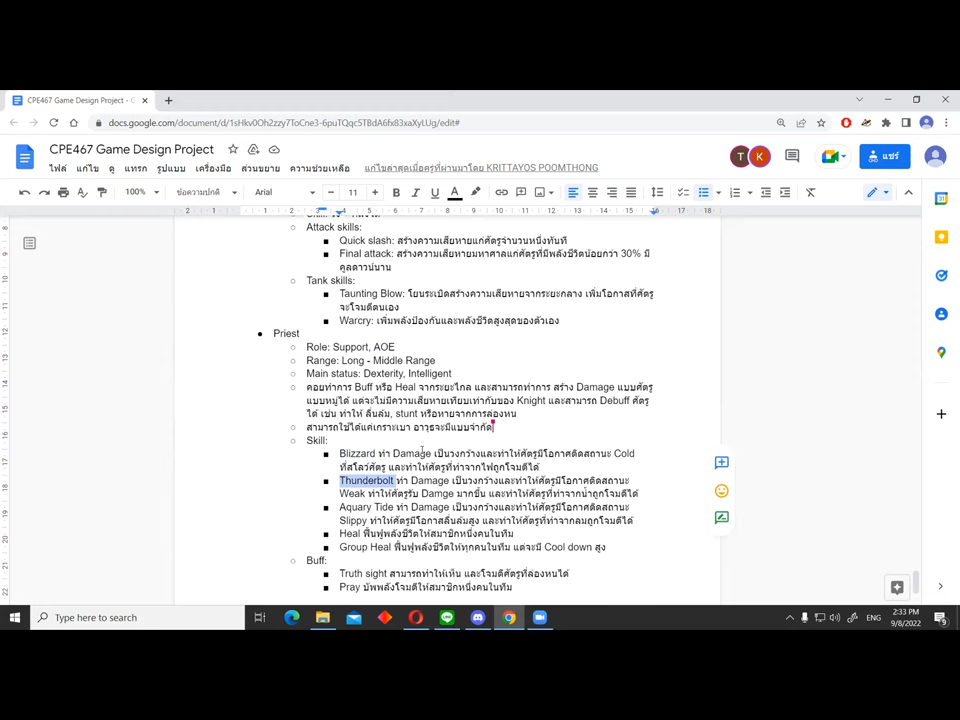 CPE467 Game Design Project - G
docs.google.com/document/d/1sHkv0Oh2zzy7ToCne3-6puTQqc5TBdA6fx83xaXyLUg/edit#
CPE467 Game Design Project
T K แชร์
ไฟล์ แก้ไข ดู แทรก รูปแบบ เครื่องมือ ส่วนขยาย ความช่วยเหลือ แก้ไขล่าสุดเมื่อครู่ที่ผ่านมาโดย KRITTAYOS POOMTHONG
100% ข้อความปกติ Arial 11 B I U A
2 1 1 2 3 4 5 6 7 8 9 10 11 12 13 14 15 16 17 18
Attack skills:
Quick slash: สร้างความเสียหายแก่ศัตรูจำนวนหนึ่งทันที
Final attack: สร้างความเสียหายมหาศาลแก่ศัตรูที่มีพลังชีวิตน้อยกว่า 30% มี
คูลดาวน์นาน
Tank skills:
Taunting Blow: โยนระเบิดสร้างความเสียหายจากระยะกลาง เพิ่มโอกาสที่ศัตรู
จะโจมตีตนเอง
Warcry: เพิ่มพลังป้องกันและพลังชีวิตสูงสุดของตัวเอง
Priest
Role: Support, AOE
Range: Long - Middle Range
Main status: Dexterity, Intelligent
คอยทำการ Buff หรือ Heal จากระยะไกล และสามารถทำการ สร้าง Damage แบบศัตรู
แบบหมู่ได้ แต่จะไม่มีความเสียหายเทียบเท่ากับของ Knight และสามารถ Debuff ศัตรู
ได้ เช่น ทำให้ ลื่นล้ม, stunt หรือหายจากการล่องหน
สามารถใช้ได้แค่เกราะเบา อาวุธจะมีแบบจำกัด
Skill:
Blizzard ทำ Damage เป็นวงกว้างและทำให้ศัตรูมีโอกาสติดสถานะ Cold
ที่สโลว์ศัตรู และทำให้ศัตรูที่ทำจากไฟถูกโจมตีได้
Thunderbolt ทำ Damage เป็นวงกว้างและทำให้ศัตรูมีโอกาสติดสถานะ
Weak ทำให้ศัตรูรับ Damge มากขึ้น และทำให้ศัตรูที่ทำจากน้ำถูกโจมตีได้
Aquary Tide ทำ Damage เป็นวงกว้างและทำให้ศัตรูมีโอกาสติดสถานะ
Slippy ทำให้ศัตรูมีโอกาสลื่นล้มสูง และทำให้ศัตรูที่ทำจากลมถูกโจมตีได้
Heal ฟื้นฟูพลังชีวิตให้สมาชิกหนึ่งคนในทีม
Group Heal ฟื้นฟูพลังชีวิตให้ทุกคนในทีม แต่จะมี Cool down สูง
Buff:
Truth sight สามารถทำให้เห็น และโจมตีศัตรูที่ล่องหนได้
Pray บัพพลังโจมตีให้สมาชิกหนึ่งคนในทีม
Type here to search
ENG
2:33 PM
9/8/2022